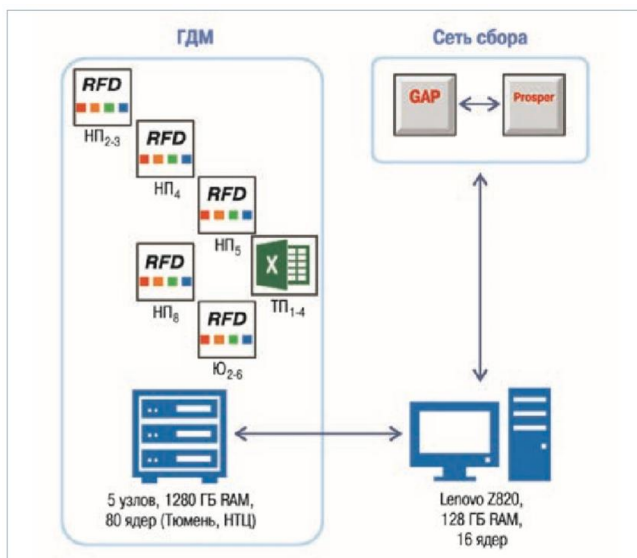 ГДМ
RFD
НП2-3
RFD
НП4
RFD
НП5
X
ТП1-4
RFD
НП8
RFD
Ю2-6
5 узлов, 1280 ГБ RAM,
80 ядер (Тюмень, НТЦ)
Сеть сбора
GAP
Prosper
Lenovo Z820,
128 ГБ RAM,
16 ядер